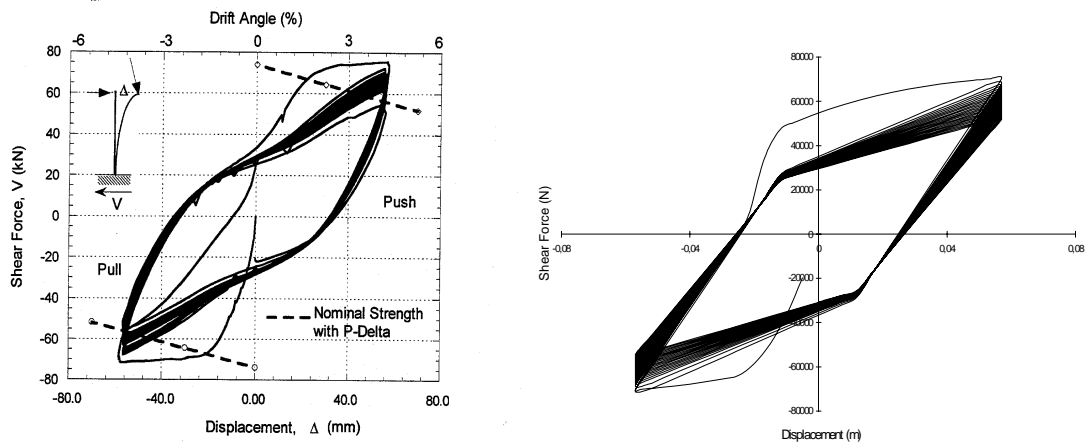 Drift Angle (%)
-6 -3 0 3 6
80
60
40
20
0
-20
-40
-60
-80
Shear Force, V (kN)
Δ
V
Push
Pull
Nominal Strength
with P-Delta
-80.0 -40.0 0.00 40.0 80.0
Displacement, Δ (mm)
80000
60000
40000
20000
0
-20000
-40000
-60000
-80000
-0,08 -0,04 0 0,04 0,08
Shear Force (N)
Displacement (m)